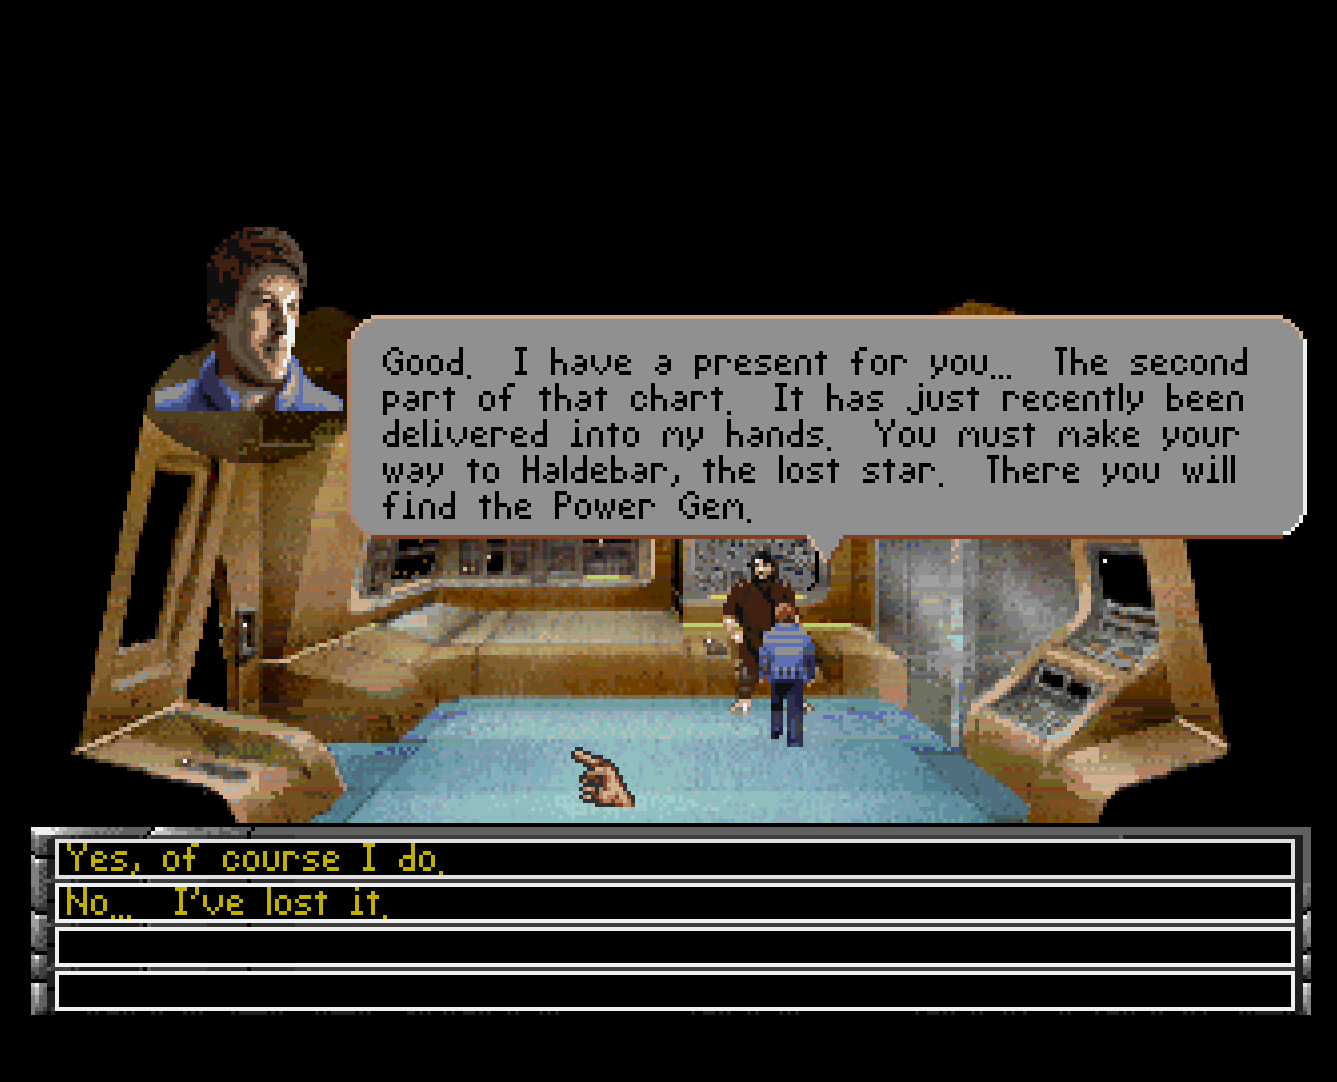 Good.  I have a present for you...  The second
part of that chart.  It has just recently been
delivered into my hands.  You must make your
way to Haldebar, the lost star.  There you will
find the Power Gem.
Yes, of course I do.
No...  I've lost it.